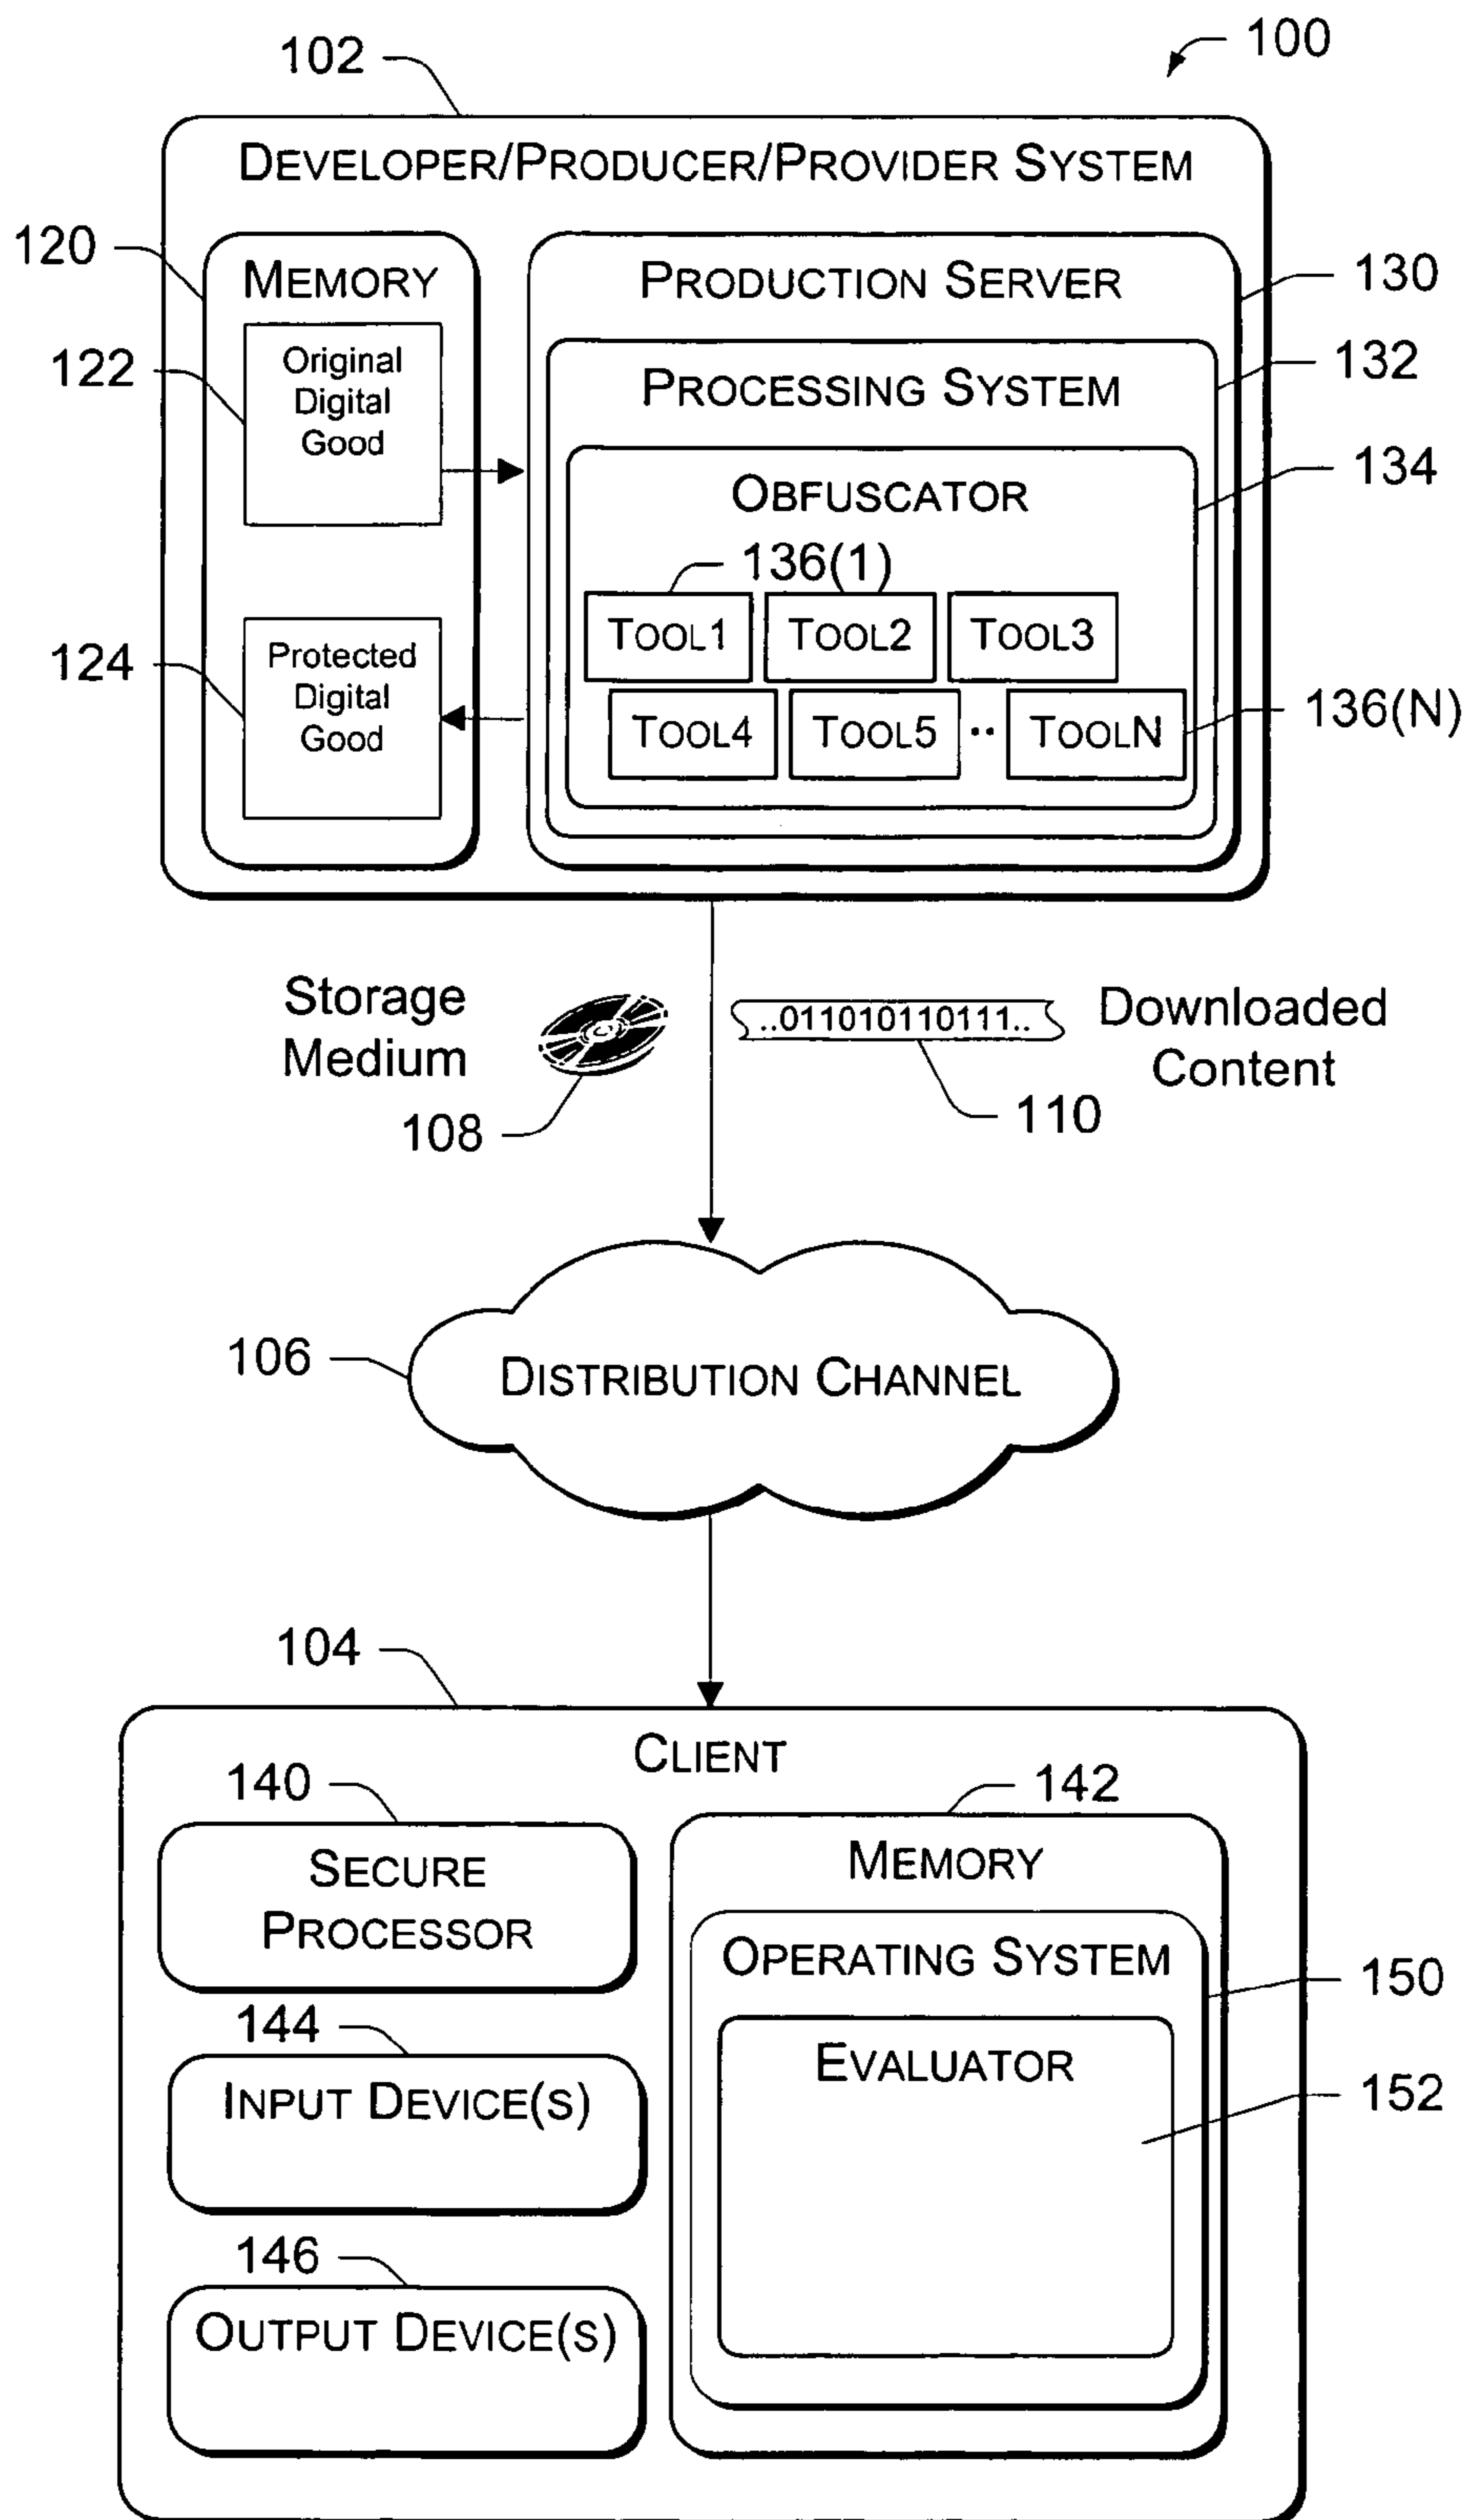 100
102
DEVELOPER/PRODUCER/PROVIDER SYSTEM
120
MEMORY
PRODUCTION SERVER
130
122
Original
Digital
Good
PROCESSING SYSTEM
132
OBFUSCATOR
134
136(1)
TOOL1 TOOL2 TOOL3
124
Protected
Digital
Good
TOOL4 TOOL5 .. TOOLN
136(N)
Storage
Medium
108
..011010110111..
110
Downloaded
Content
106
DISTRIBUTION CHANNEL
104
CLIENT
140
SECURE
PROCESSOR
142
MEMORY
OPERATING SYSTEM
150
144
INPUT DEVICE(S)
EVALUATOR
152
146
OUTPUT DEVICE(S)